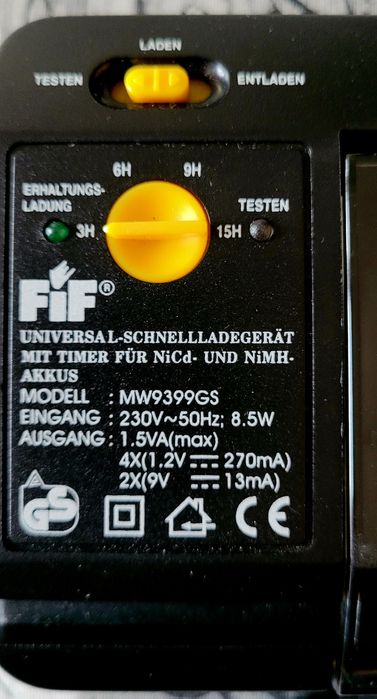 LADEN
TESTEN ENTLADEN
6H 9H
ERHALTUNGS-
LADUNG
TESTEN
3H 15H
FiF®
UNIVERSAL-SCHNELLLADEGERÄT
MIT TIMER FÜR NiCd- UND NiMH-
AKKUS
MODELL : MW9399GS
EINGANG : 230V~50Hz; 8.5W
AUSGANG : 1.5VA(max)
4X(1.2V ⎓ 270mA)
2X(9V ⎓ 13mA)
GS CE